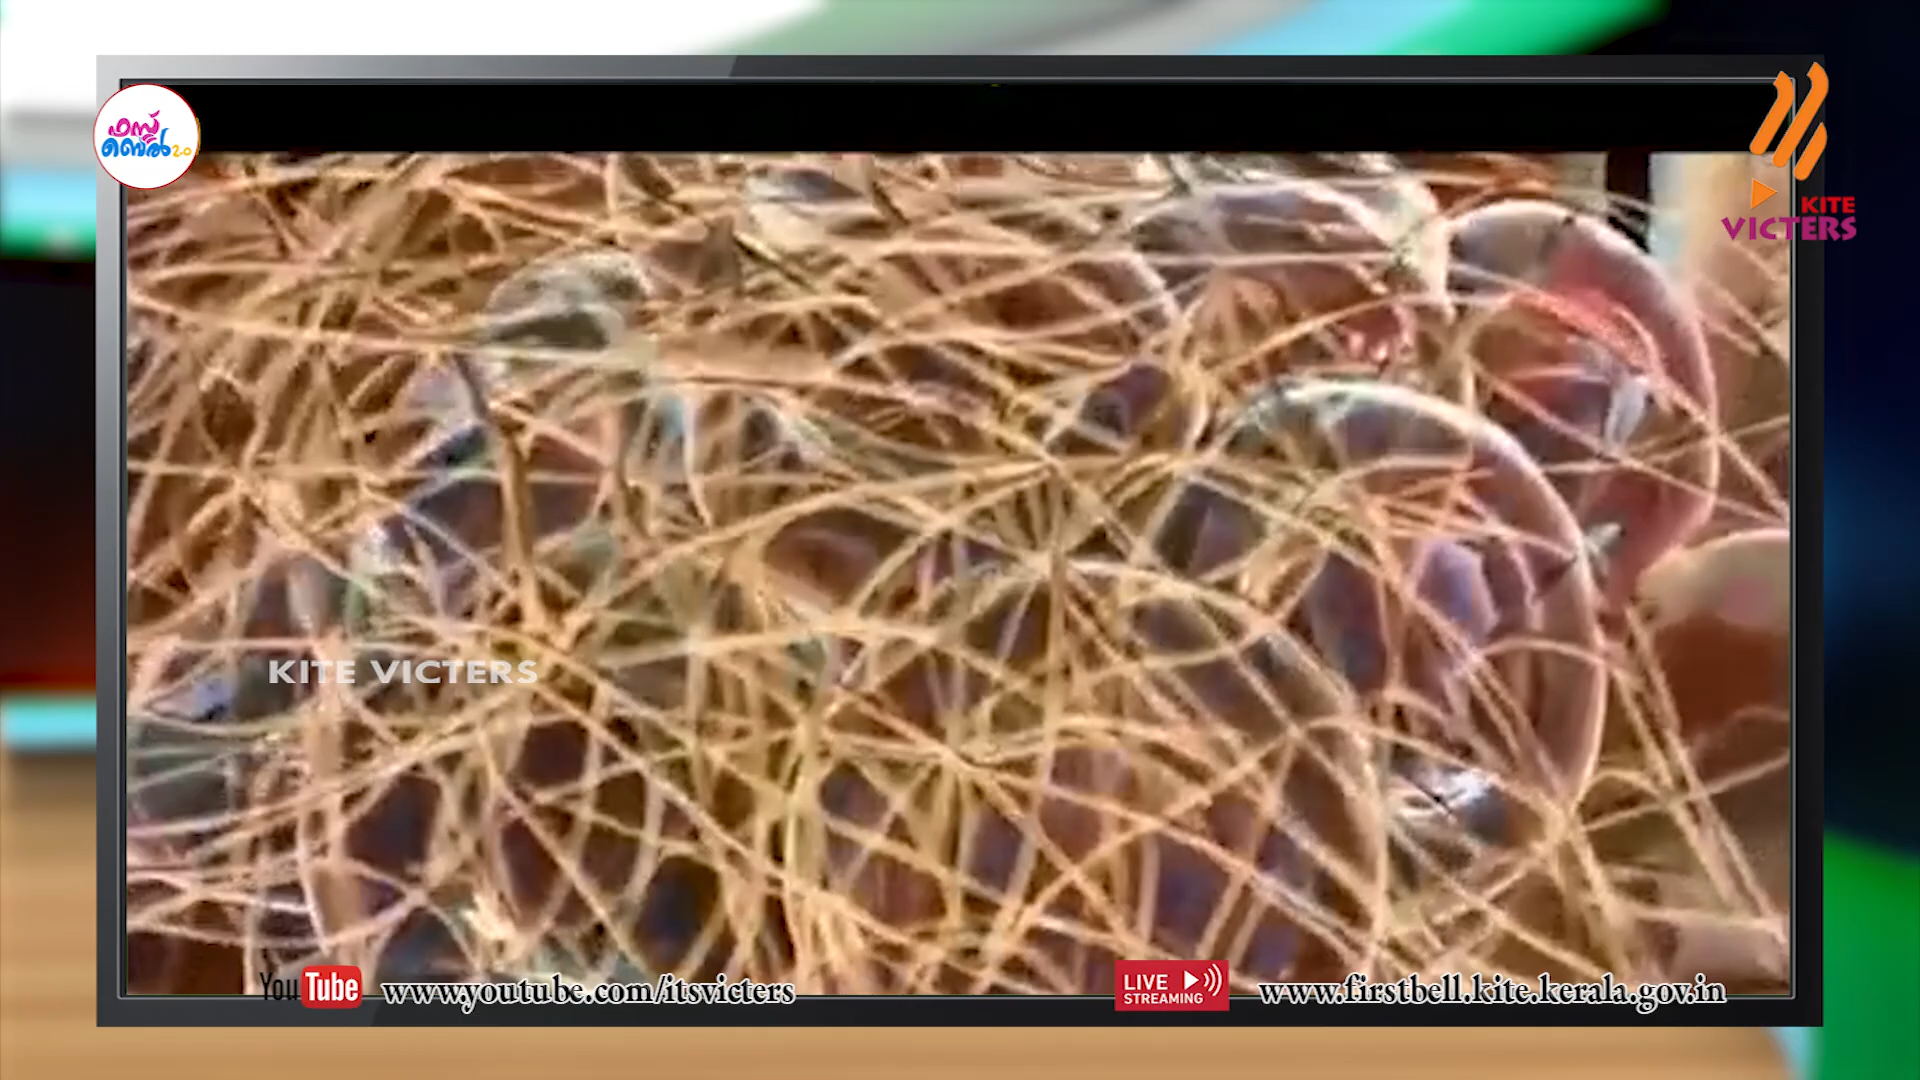 ഫസ്റ്റ്
ബെൽ 2.0
KITE
VICTERS
KITE VICTERS
YouTube www.youtube.com/itsvicters
LIVE
STREAMING
www.firstbell.kite.kerala.gov.in